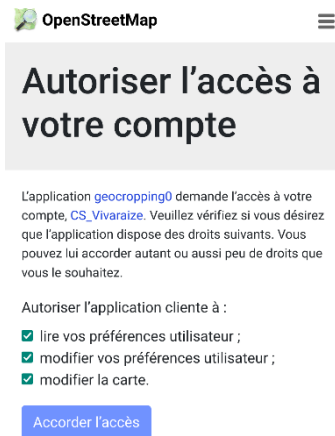 OpenStreetMap
Autoriser l’accès à
votre compte
L’application geocropping0 demande l’accès à votre
compte, CS_Vivaraize. Veuillez vérifiez si vous désirez
que l’application dispose des droits suivants. Vous
pouvez lui accorder autant ou aussi peu de droits que
vous le souhaitez.
Autoriser l’application cliente à :
lire vos préférences utilisateur ;
modifier vos préférences utilisateur ;
modifier la carte.
Accorder l’accès